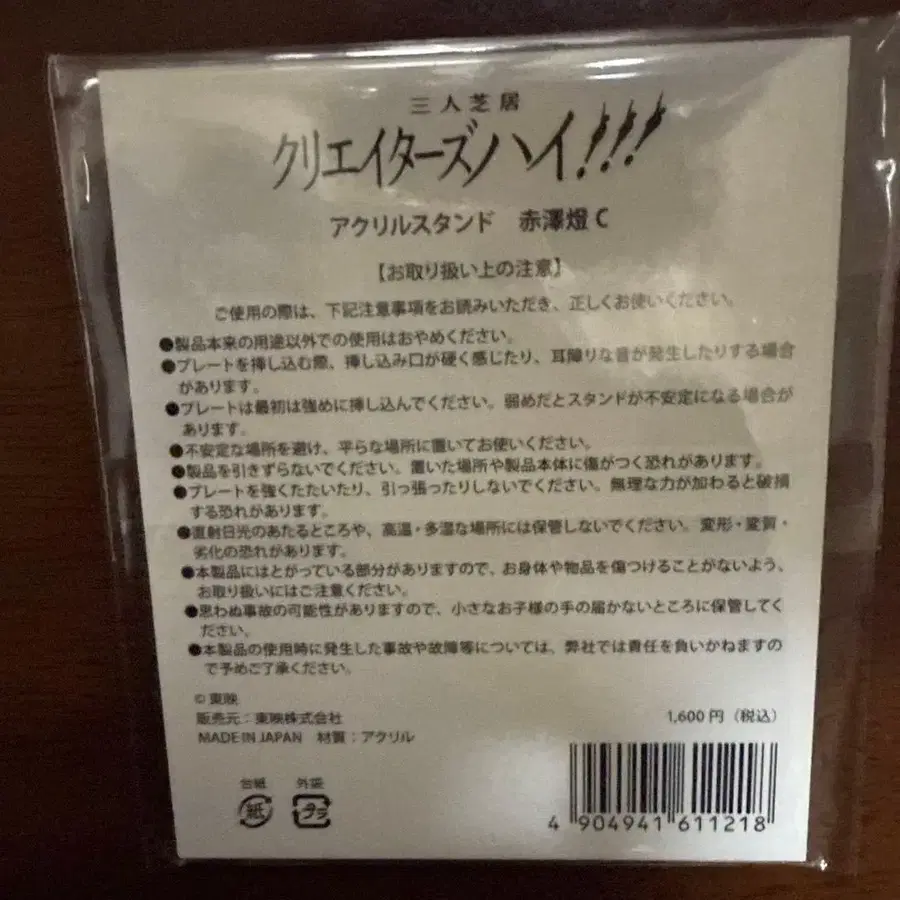 三人芝居
クリエイターズハイ!!!
アクリルスタンド　赤澤燈 C
【お取り扱い上の注意】
ご使用の際は、下記注意事項をお読みいただき、正しくお使いください。
●製品本来の用途以外での使用はおやめください。
●プレートを挿し込む際、挿し込み口が硬く感じたり、耳障りな音が発生したりする場合
があります。
●プレートは最初は強めに挿し込んでください。弱めだとスタンドが不安定になる場合が
あります。
●不安定な場所を避け、平らな場所に置いてお使いください。
●製品を引きずらないでください。置いた場所や製品本体に傷がつく恐れがあります。
●プレートを強くたたいたり、引っ張ったりしないでください。無理な力が加わると破損
する恐れがあります。
●直射日光のあたるところや、高温・多湿な場所には保管しないでください。変形・変質・
劣化の恐れがあります。
●本製品にはとがっている部分がありますので、お身体や物品を傷つけることがないよう、
お取り扱いにはご注意ください。
●思わぬ事故の可能性がありますので、小さなお子様の手の届かないところに保管してく
ださい。
●本製品の使用時に発生した事故や故障等については、弊社では責任を負いかねますの
で予めご了承ください。
© 東映
販売元：東映株式会社
1,600円（税込）
MADE IN JAPAN　材質：アクリル
台紙　外袋
紙　プラ
4 904941 611218